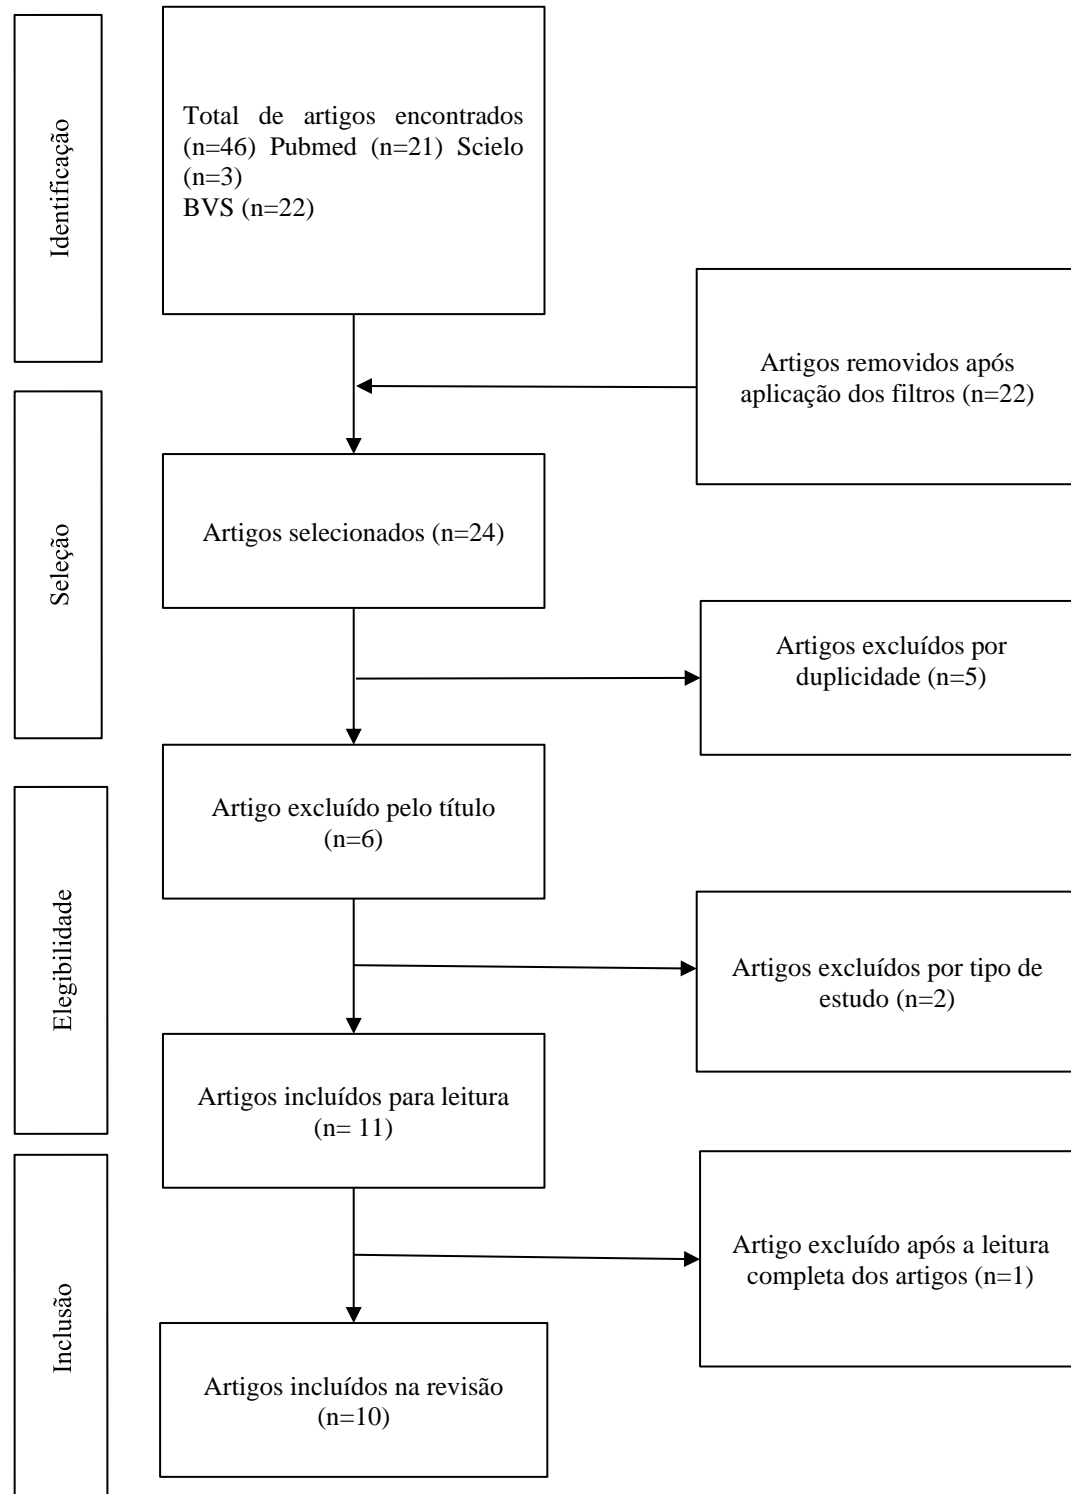 Identificação
Total de artigos encontrados
(n=46) Pubmed (n=21) Scielo
(n=3)
BVS (n=22)
Artigos removidos após
aplicação dos filtros (n=22)
Seleção
Artigos selecionados (n=24)
Artigos excluídos por
duplicidade (n=5)
Elegibilidade
Artigo excluído pelo título
(n=6)
Artigos excluídos por tipo de
estudo (n=2)
Artigos incluídos para leitura
(n= 11)
Inclusão
Artigo excluído após a leitura
completa dos artigos (n=1)
Artigos incluídos na revisão
(n=10)